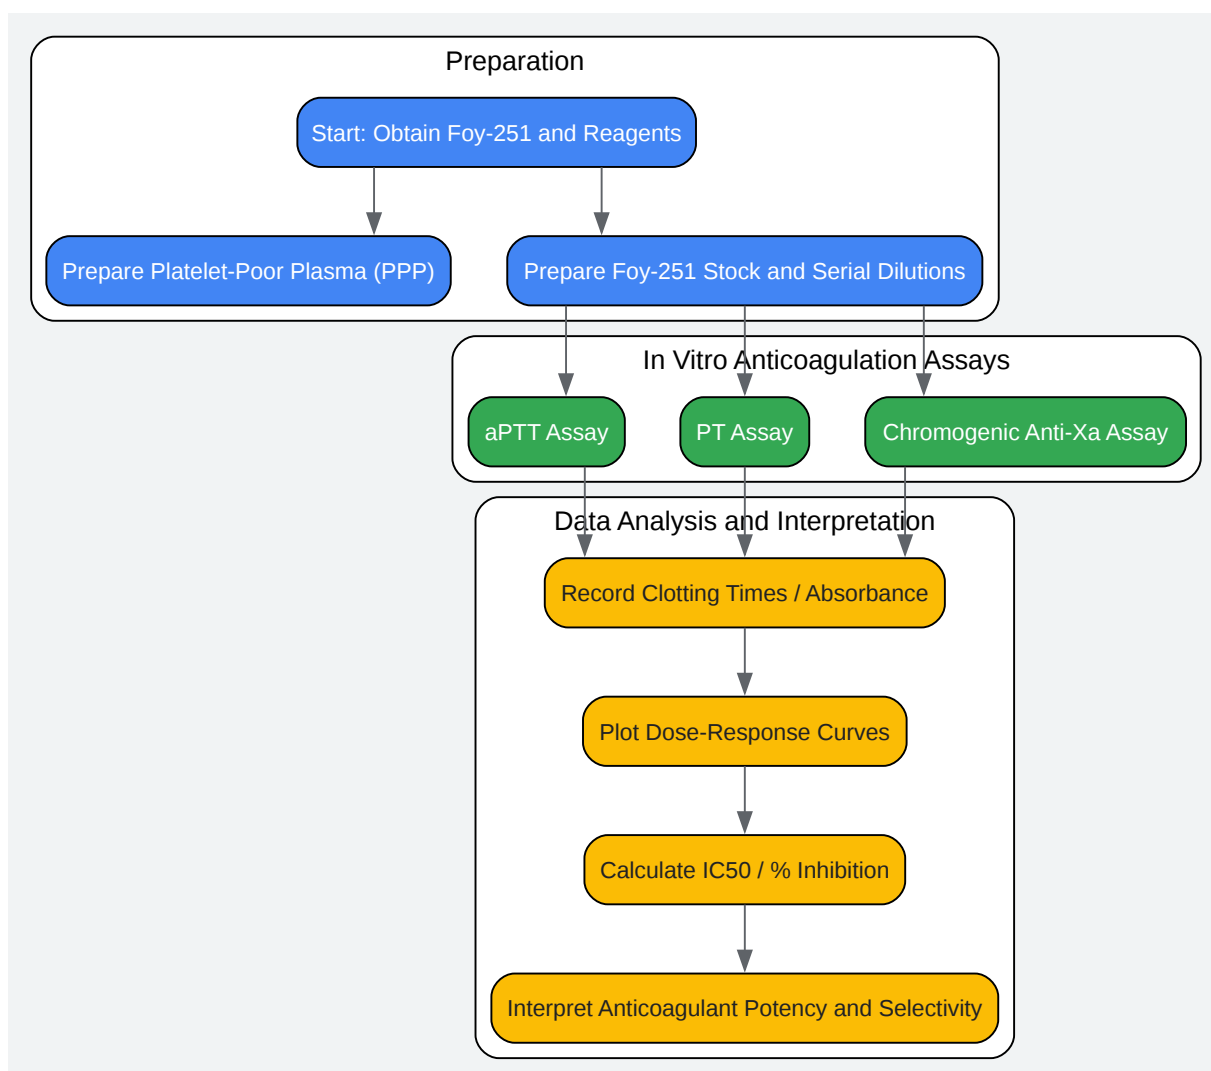 Preparation
Start: Obtain Foy-251 and Reagents
Prepare Platelet-Poor Plasma (PPP)
Prepare Foy-251 Stock and Serial Dilutions
In Vitro Anticoagulation Assays
aPTT Assay
PT Assay
Chromogenic Anti-Xa Assay
Data Analysis and Interpretation
Record Clotting Times / Absorbance
Plot Dose-Response Curves
Calculate IC50 / % Inhibition
Interpret Anticoagulant Potency and Selectivity